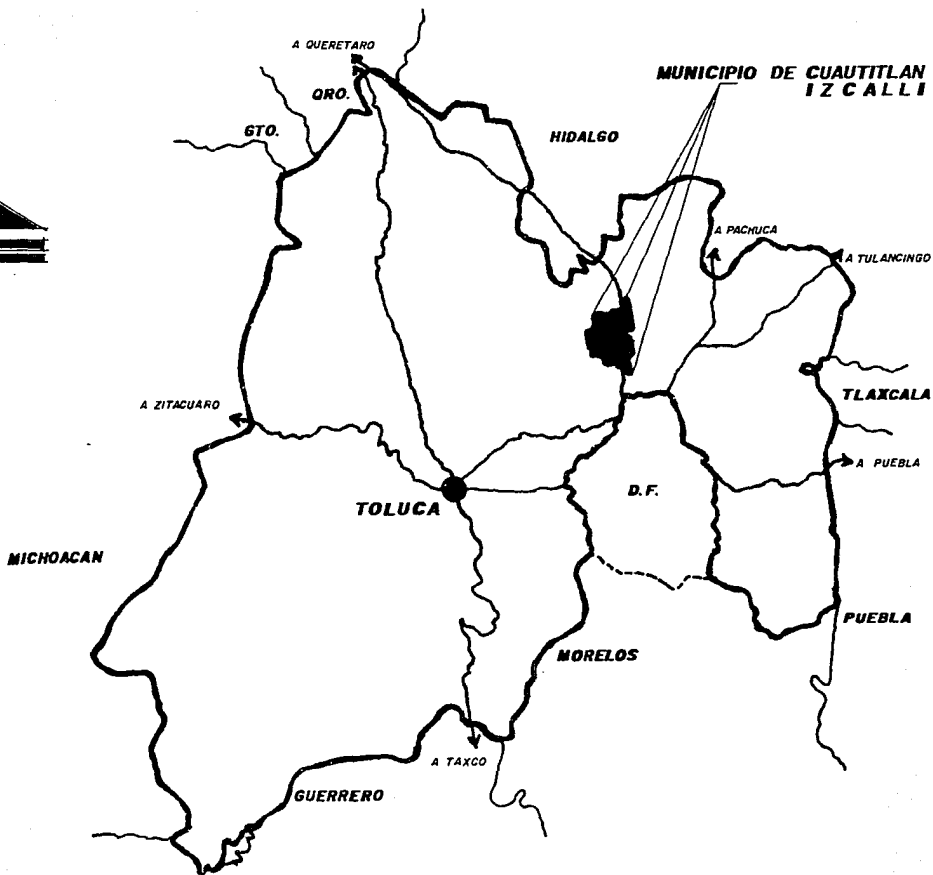 A QUERETARO
MUNICIPIO DE CUAUTITLAN
IZCALLI
QRO.
GTO.
HIDALGO
A PACHUCA
A TULANCINGO
TLAXCALA
A ZITACUARO
A PUEBLA
D.F.
TOLUCA
MICHOACAN
PUEBLA
MORELOS
A TAXCO
GUERRERO